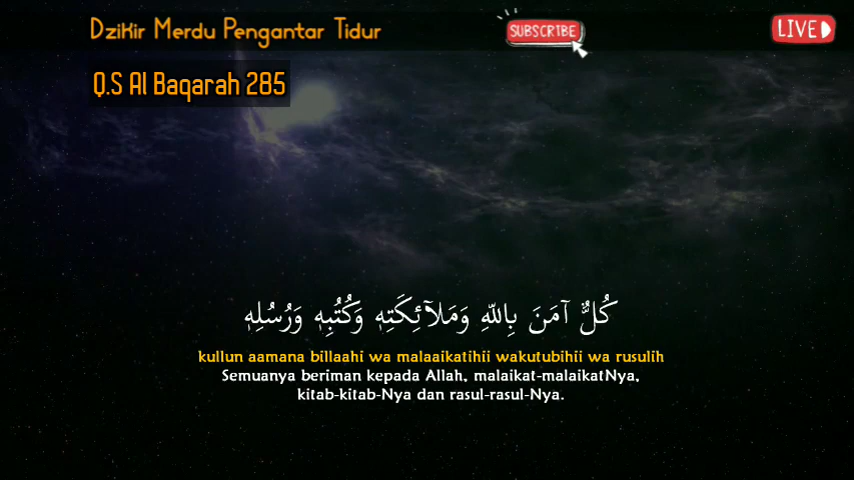 Dzikir Merdu Pengantar Tidur
SUBSCRIBE
LIVE
Q.S Al Baqarah 285
كُلٌّ آمَنَ بِاللّٰهِ وَمَلَآئِكَتِهٖ وَكُتُبِهٖ وَرُسُلِهٖ
kullun aamana billaahi wa malaaikatihii wakutubihii wa rusulih
Semuanya beriman kepada Allah, malaikat-malaikatNya,
kitab-kitab-Nya dan rasul-rasul-Nya.